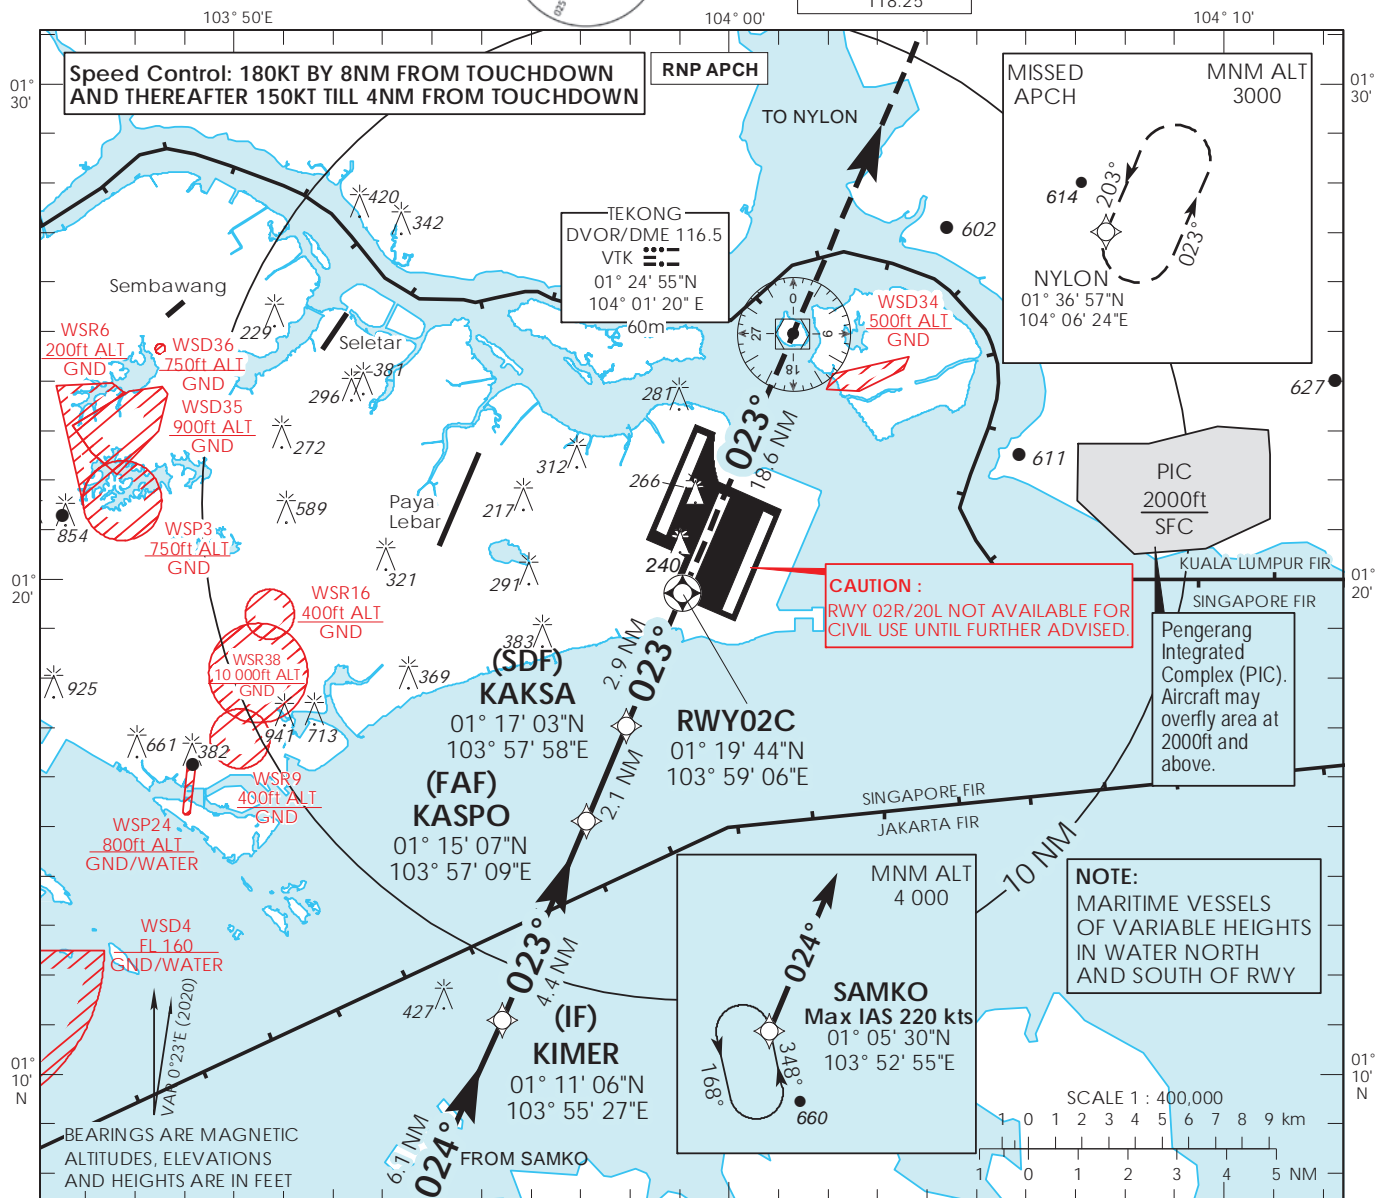 025
118.25
103° 50'E
104° 00'
104° 10'
01°
30'
01°
30'
Speed Control: 180KT BY 8NM FROM TOUCHDOWN
AND THEREAFTER 150KT TILL 4NM FROM TOUCHDOWN
RNP APCH
TO NYLON
MISSED
APCH
MNM ALT
3000
614
203°
023°
NYLON
01° 36' 57"N
104° 06' 24"E
420
342
602
TEKONG
DVOR/DME 116.5
VTK
01° 24' 55"N
104° 01' 20" E
60m
0
9
18
27
WSD34
500ft ALT
GND
Sembawang
229
Seletar
WSR6
200ft ALT
GND
WSD36
750ft ALT
GND
WSD35
900ft ALT
GND
296
381
281
627
272
312
023°
18.6 NM
611
266
PIC
2000ft
SFC
589
217
Paya
Lebar
854
WSP3
750ft ALT
GND
321
291
240
KUALA LUMPUR FIR
SINGAPORE FIR
01°
20'
01°
20'
CAUTION :
RWY 02R/20L NOT AVAILABLE FOR
CIVIL USE UNTIL FURTHER ADVISED.
WSR16
400ft ALT
GND
383
2.9 NM
023°
Pengerang
Integrated
Complex (PIC).
Aircraft may
overfly area at
2000ft and
above.
WSR38
10 000ft ALT
GND
369
925
(SDF)
KAKSA
01° 17' 03"N
103° 57' 58"E
RWY02C
01° 19' 44"N
103° 59' 06"E
941
713
661
382
WSR9
400ft ALT
GND
(FAF)
KASPO
01° 15' 07"N
103° 57' 09"E
2.1 NM
SINGAPORE FIR
JAKARTA FIR
WSP24
800ft ALT
GND/WATER
10 NM
MNM ALT
4 000
024°
SAMKO
Max IAS 220 kts
01° 05' 30"N
103° 52' 55"E
348°
168°
660
NOTE:
MARITIME VESSELS
OF VARIABLE HEIGHTS
IN WATER NORTH
AND SOUTH OF RWY
WSD4
FL 160
GND/WATER
023°
4.4 NM
427
(IF)
KIMER
01° 11' 06"N
103° 55' 27"E
VAR 0°23'E (2020)
01°
10'
N
01°
10'
N
6.1 NM
024°
FROM SAMKO
BEARINGS ARE MAGNETIC
ALTITUDES, ELEVATIONS
AND HEIGHTS ARE IN FEET
SCALE 1 : 400,000
1 0 1 2 3 4 5 6 7 8 9 km
1 0 1 2 3 4 5 NM